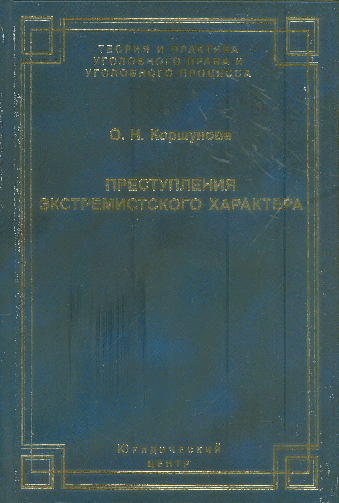 ТЕОРИЯ И ПРАКТИКА
УГОЛОВНОГО ПРАВА И
УГОЛОВНОГО ПРОЦЕССА
О. Н. Коршунова
ПРЕСТУПЛЕНИЯ
ЭКСТРЕМИСТСКОГО ХАРАКТЕРА
Юридический
центр